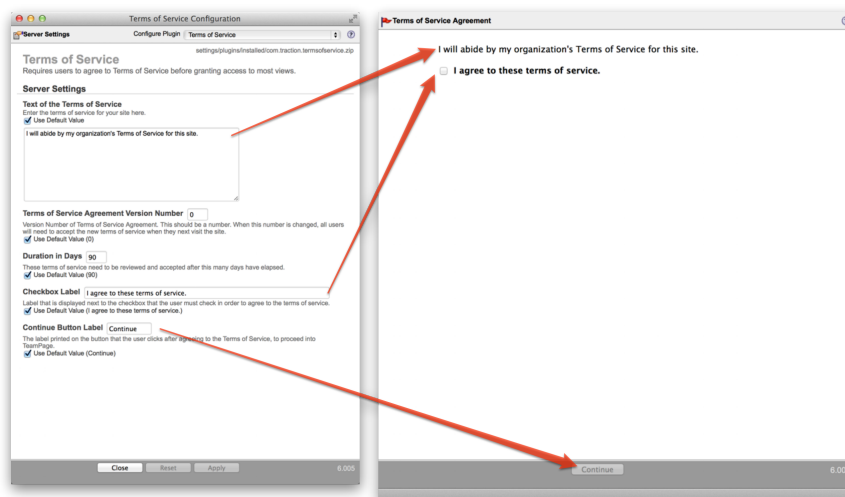 Terms of Service Configuration
Server Settings
Configure Plugin
Terms of Service
settings/plugins/installed/com.traction.termsofservice.zip
Terms of Service
Requires users to agree to Terms of Service before granting access to most views.
Server Settings
Text of the Terms of Service
Enter the terms of service for your site here.
Use Default Value
I will abide by my organization's Terms of Service for this site.
Terms of Service Agreement Version Number 0
Version Number of Terms of Service Agreement. This should be a number. When this number is changed, all users
will need to accept the new terms of service when they next visit the site.
Use Default Value (0)
Duration in Days 90
These terms of service need to be reviewed and accepted after this many days have elapsed.
Use Default Value (90)
Checkbox Label I agree to these terms of service.
Label that is displayed next to the checkbox that the user must check in order to agree to the terms of service.
Use Default Value (I agree to these terms of service.)
Continue Button Label Continue
The label printed on the button that the user clicks after agreeing to the Terms of Service, to proceed into
TeamPage.
Use Default Value (Continue)
Close
Reset
Apply
6.005
Terms of Service Agreement
I will abide by my organization's Terms of Service for this site.
I agree to these terms of service.
Continue
6.00